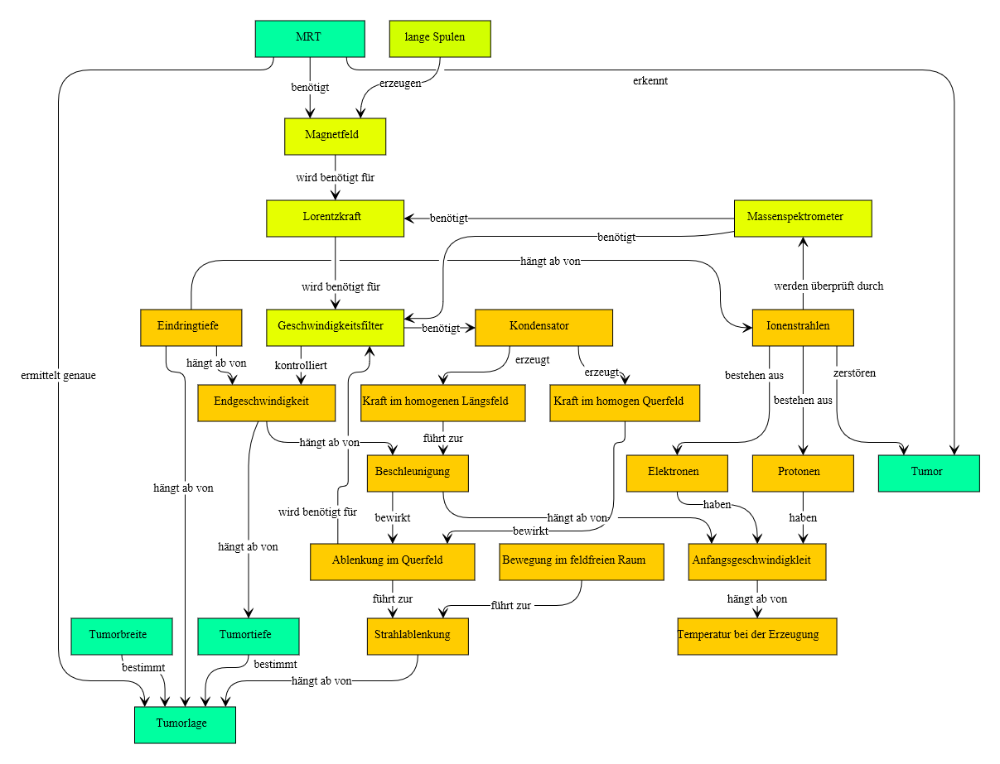 MRT
lange Spulen
erkennt
benötigt
erzeugen
Magnetfeld
wird benötigt für
Lorentzkraft
benötigt
Massenspektrometer
benötigt
hängt ab von
wird benötigt für
werden überprüft durch
Eindringtiefe
Geschwindigkeitsfilter
benötigt
Kondensator
Ionenstrahlen
hängt ab von
kontrolliert
erzeugt
erzeugt
bestehen aus
zerstören
ermittelt genaue
Endgeschwindigkeit
Kraft im homogenen Längsfeld
Kraft im homogen Querfeld
bestehen aus
hängt ab von
führt zur
Beschleunigung
Elektronen
Protonen
Tumor
hängt ab von
wird benötigt für
bewirkt
hängt ab von
bewirkt
haben
haben
hängt ab von
Ablenkung im Querfeld
Bewegung im feldfreien Raum
Anfangsgeschwindigkleit
führt zur
führt zur
hängt ab von
Tumorbreite
Tumortiefe
Strahlablenkung
Temperatur bei der Erzeugung
bestimmt
bestimmt
hängt ab von
Tumorlage